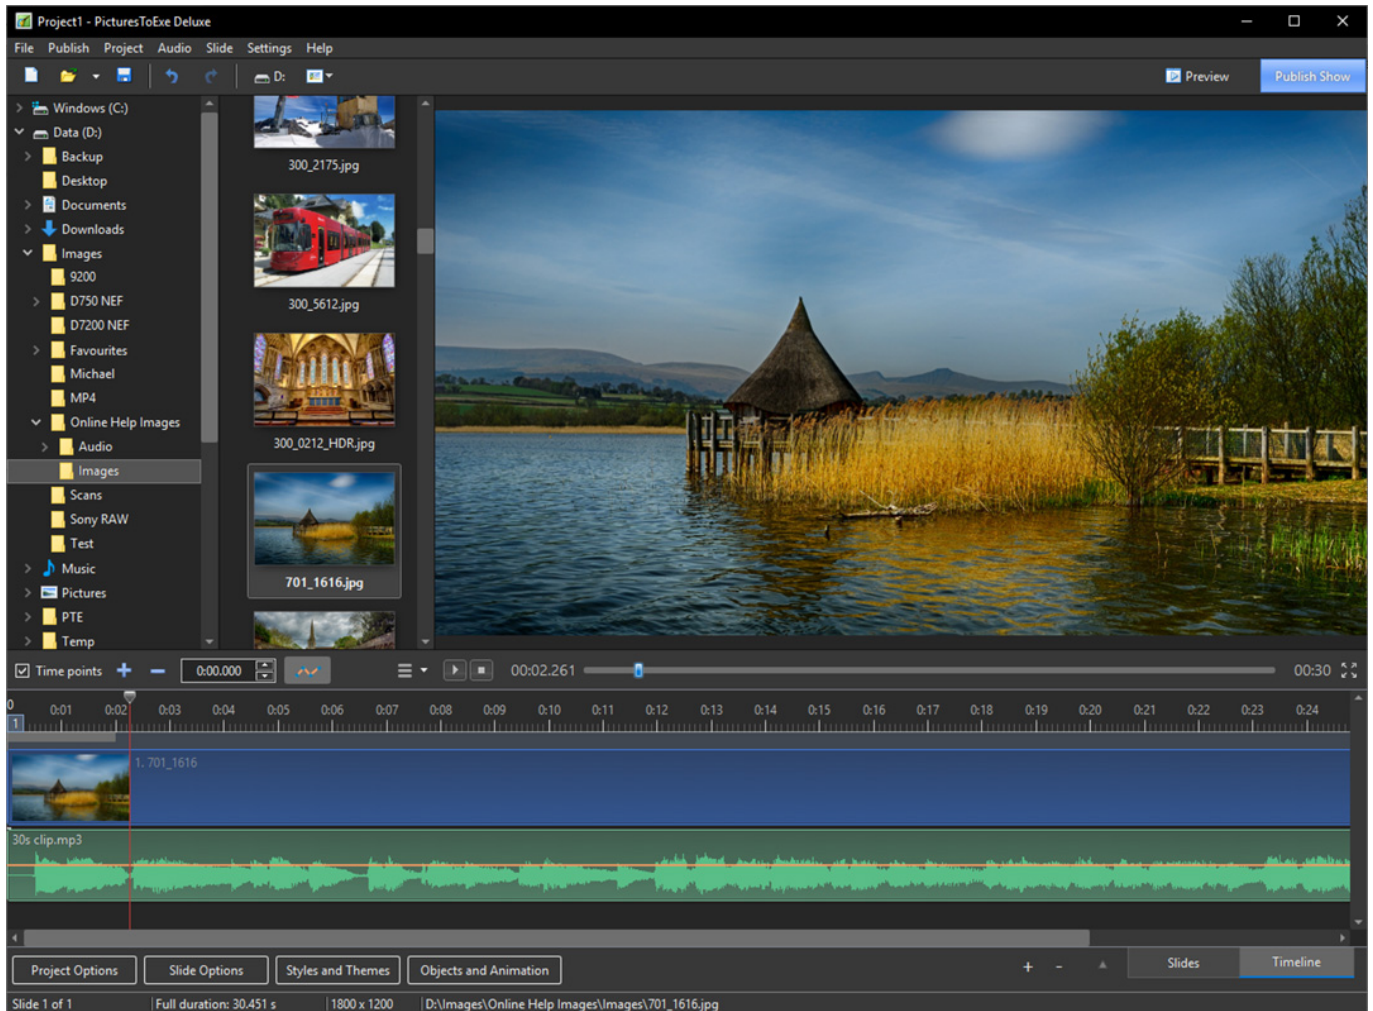 Project1 - PicturesToExe Deluxe
File Publish Project Audio Slide Settings Help
D:
Preview
Publish Show
Windows (C:)
Data (D:)
Backup
Desktop
Documents
Downloads
Images
9200
D750 NEF
D7200 NEF
Favourites
Michael
MP4
Online Help Images
Audio
Images
Scans
Sony RAW
Test
Music
Pictures
PTE
Temp
300_2175.jpg
300_5612.jpg
300_0212_HDR.jpg
701_1616.jpg
Time points
0:00.000
00:02.261
00:30
0 0:01 0:02 0:03 0:04 0:05 0:06 0:07 0:08 0:09 0:10 0:11 0:12 0:13 0:14 0:15 0:16 0:17 0:18 0:19 0:20 0:21 0:22 0:23 0:24
1
1. 701_1616
30s clip.mp3
Project Options Slide Options Styles and Themes Objects and Animation + - Slides Timeline
Slide 1 of 1 Full duration: 30.451 s 1800 x 1200 D:\Images\Online Help Images\Images\701_1616.jpg